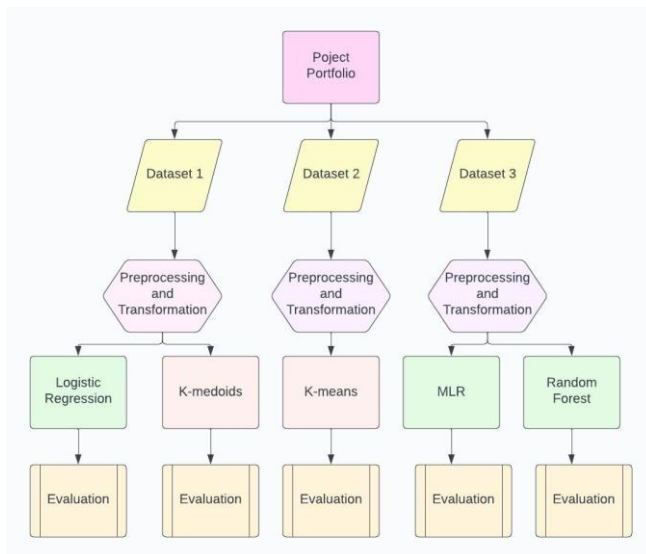 Poject
Portfolio
Dataset 1
Dataset 2
Dataset 3
Preprocessing
and
Transformation
Preprocessing
and
Transformation
Preprocessing
and
Transformation
Logistic
Regression
K-medoids
K-means
MLR
Random
Forest
Evaluation
Evaluation
Evaluation
Evaluation
Evaluation